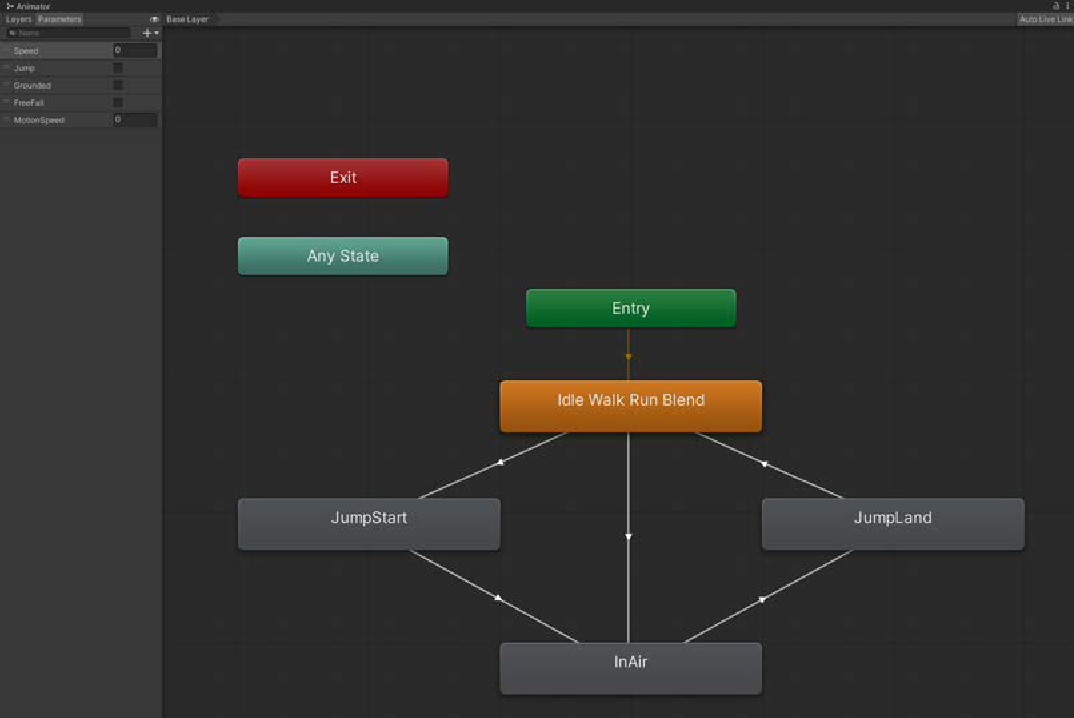 Animator
Layers Parameters Base Layer Auto Live Link
Name
Speed 0
Jump
Grounded
FreeFall
MotionSpeed 0
Exit
Any State
Entry
Idle Walk Run Blend
JumpStart
JumpLand
InAir